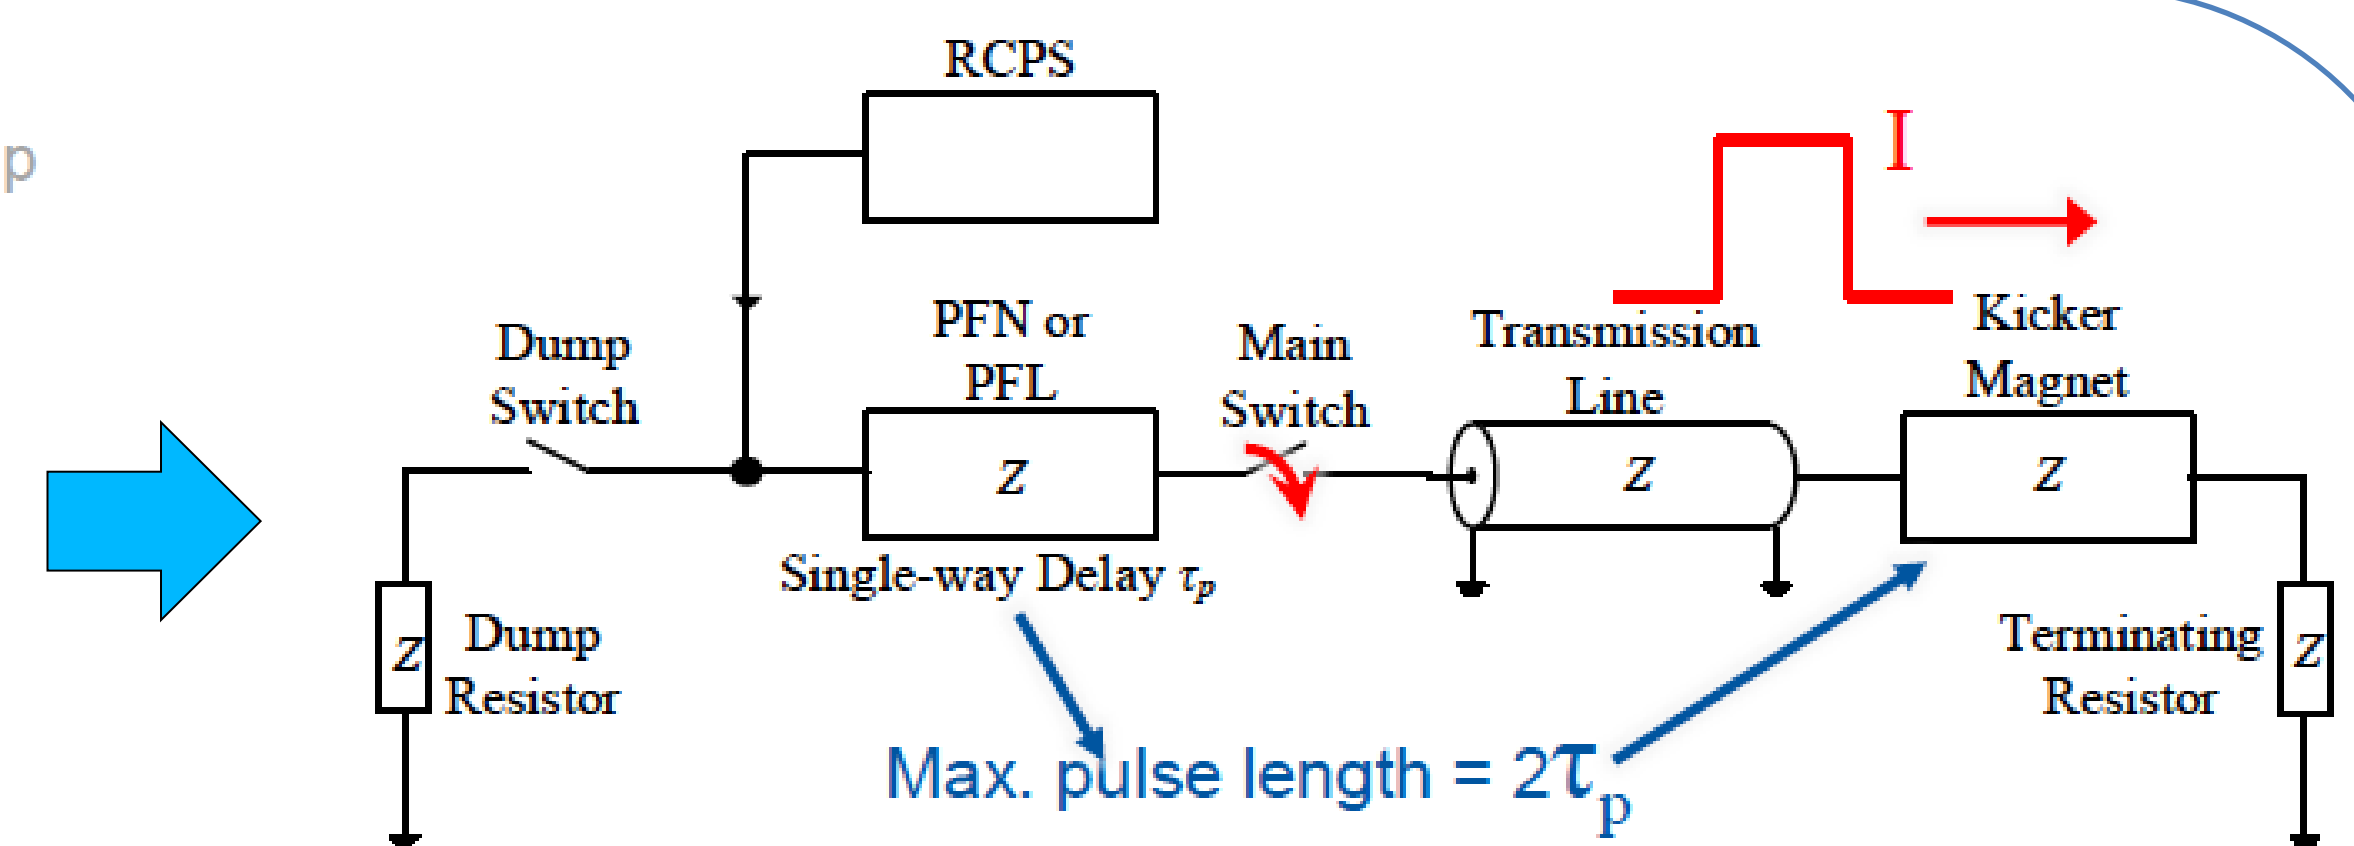 p
RCPS
I
Dump
Switch
PFN or
PFL
Z
Single-way Delay τp
Main
Switch
Transmission
Line
Z
Kicker
Magnet
Z
Z
Dump
Resistor
Terminating
Resistor
Z
Max. pulse length = 2τp